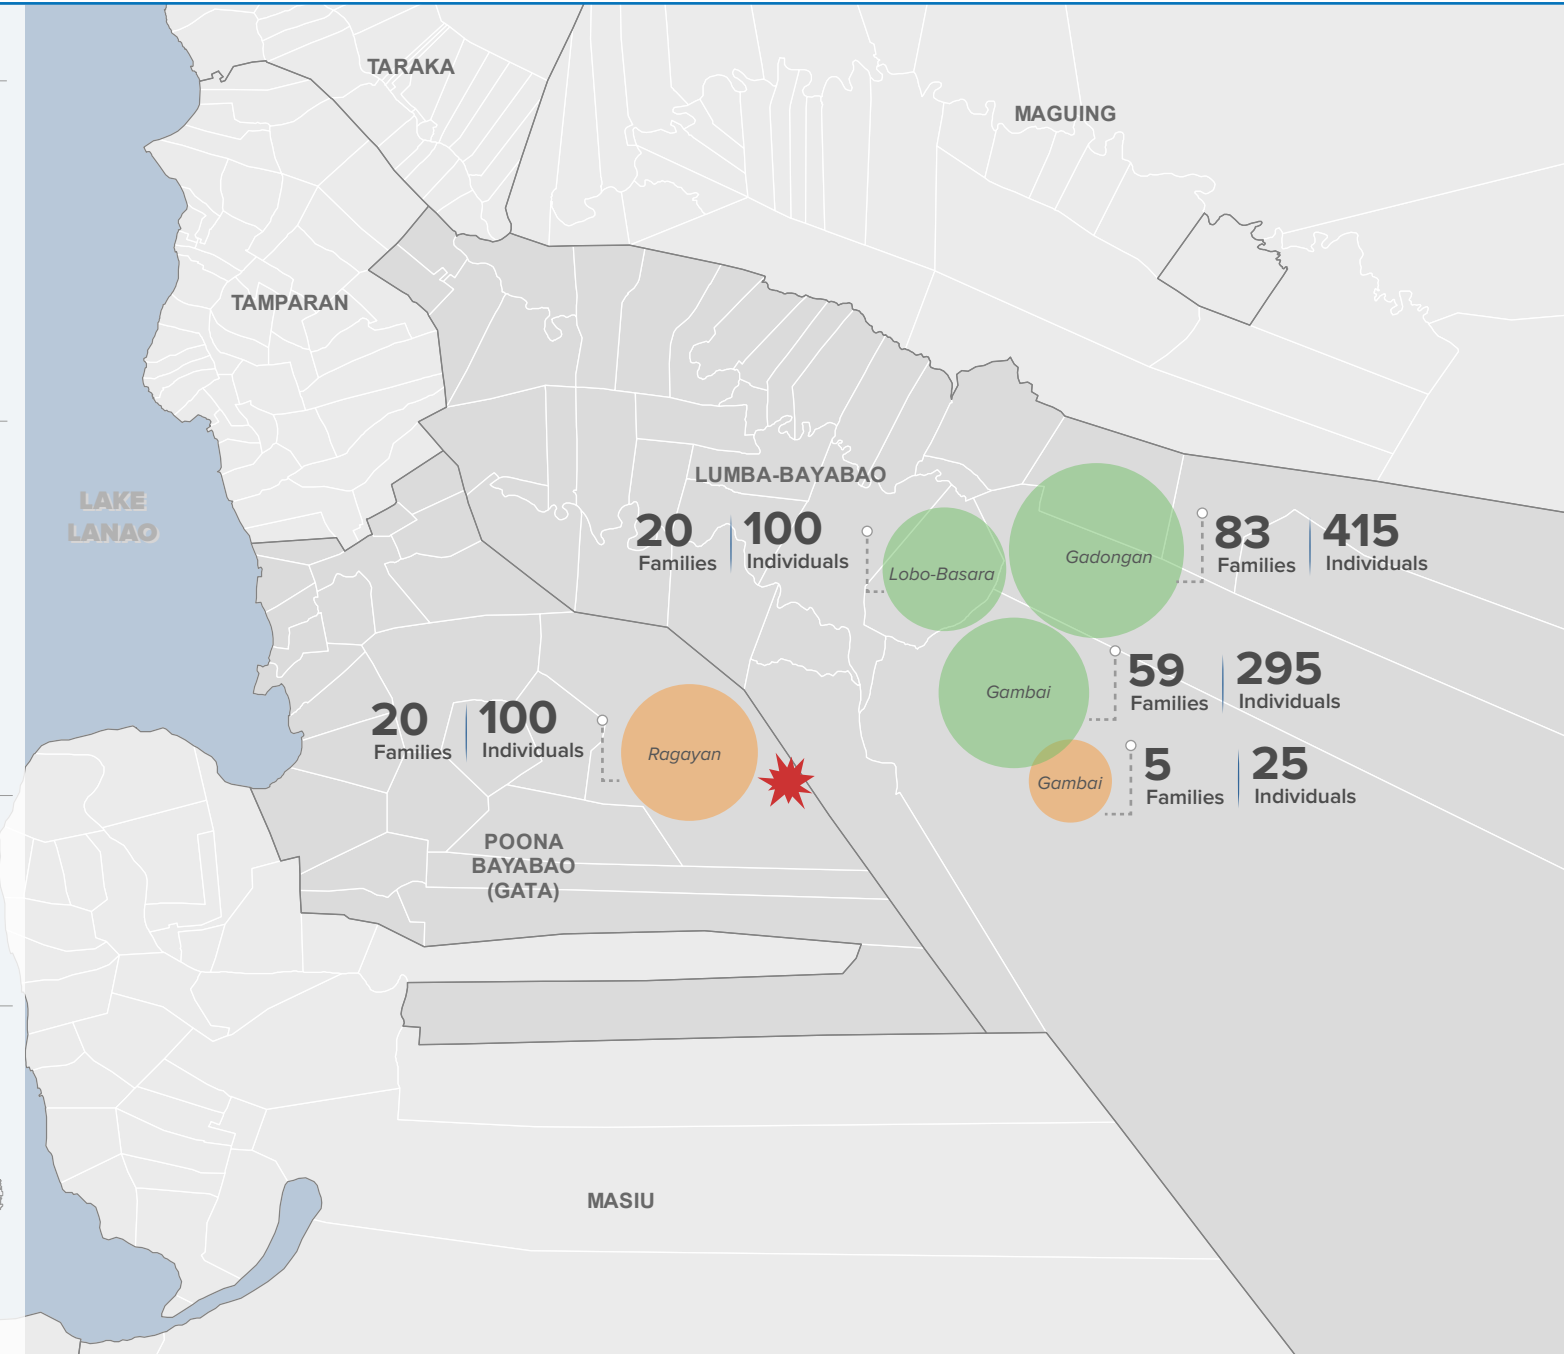 TARAKA
MAGUING
TAMPARAN
LAKE
LANAO
LUMBA-BAYABAO
20
Families
100
Individuals
Lobo-Basara
Gadongan
83
Families
415
Individuals
Gambai
59
Families
295
Individuals
20
Families
100
Individuals
Ragayan
Gambai
5
Families
25
Individuals
POONA
BAYABAO
(GATA)
MASIU